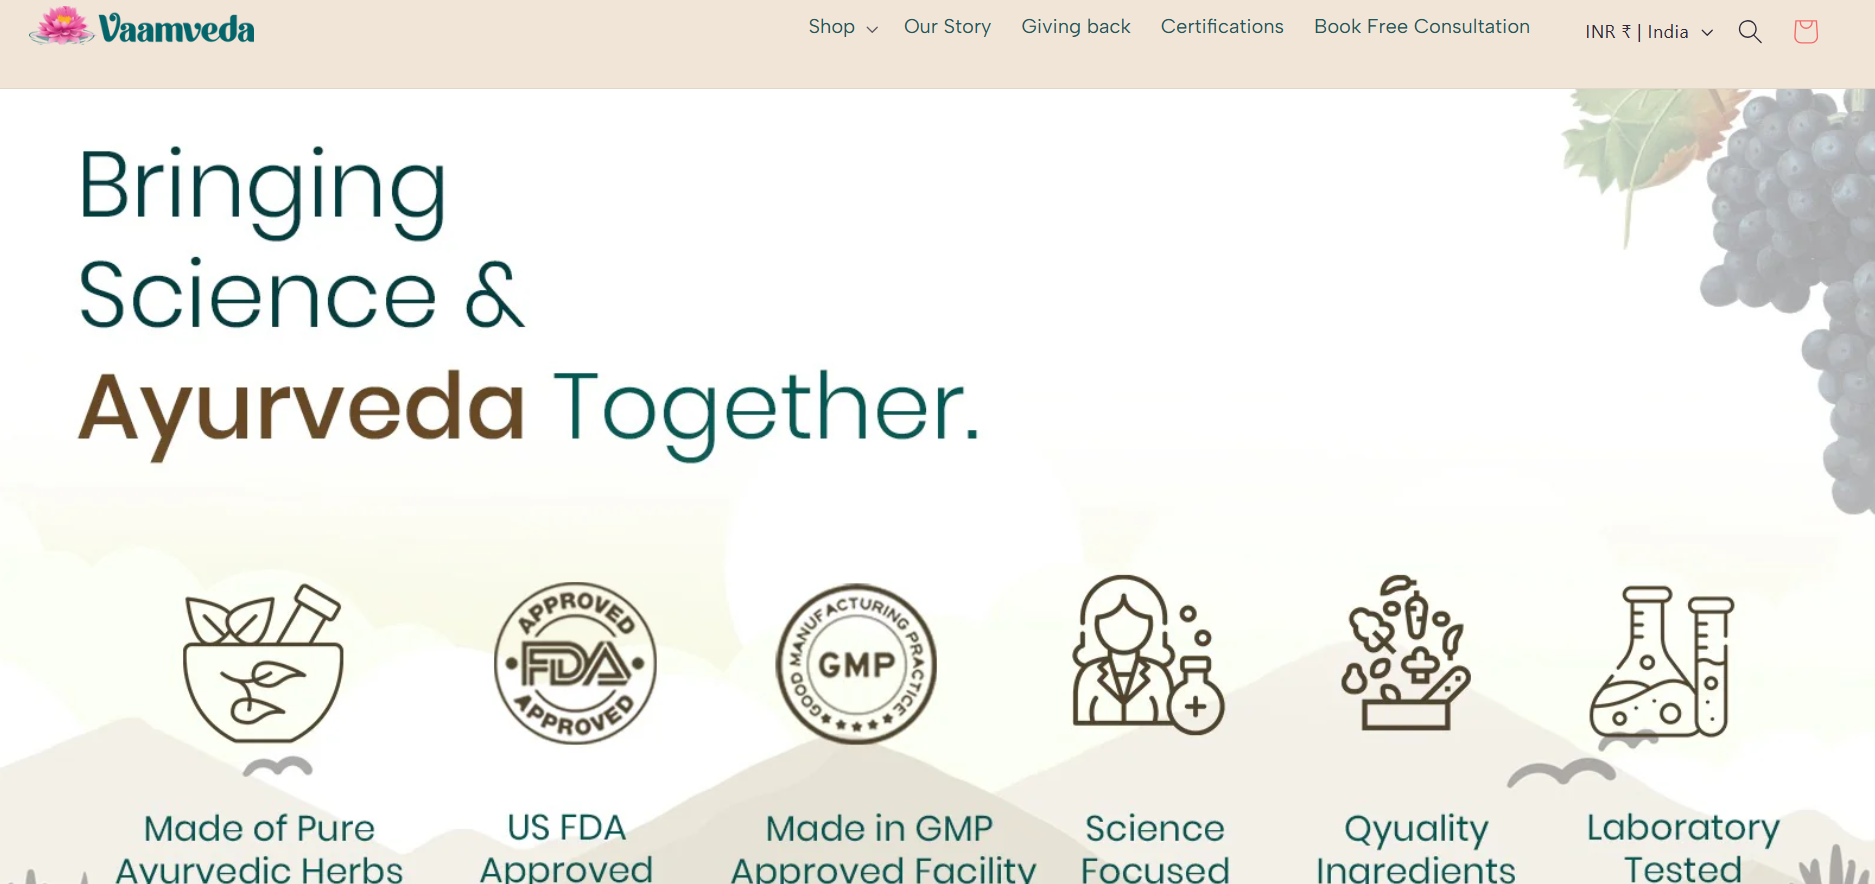 Vaamveda
Shop Our Story Giving back Certifications Book Free Consultation INR ₹ | India
Bringing
Science &
Ayurveda Together.
APPROVED
FDA
APPROVED
GOOD MANUFACTURING PRACTICE
GMP
Made of Pure
Ayurvedic Herbs
US FDA
Approved
Made in GMP
Approved Facility
Science
Focused
Qyuality
Ingredients
Laboratory
Tested